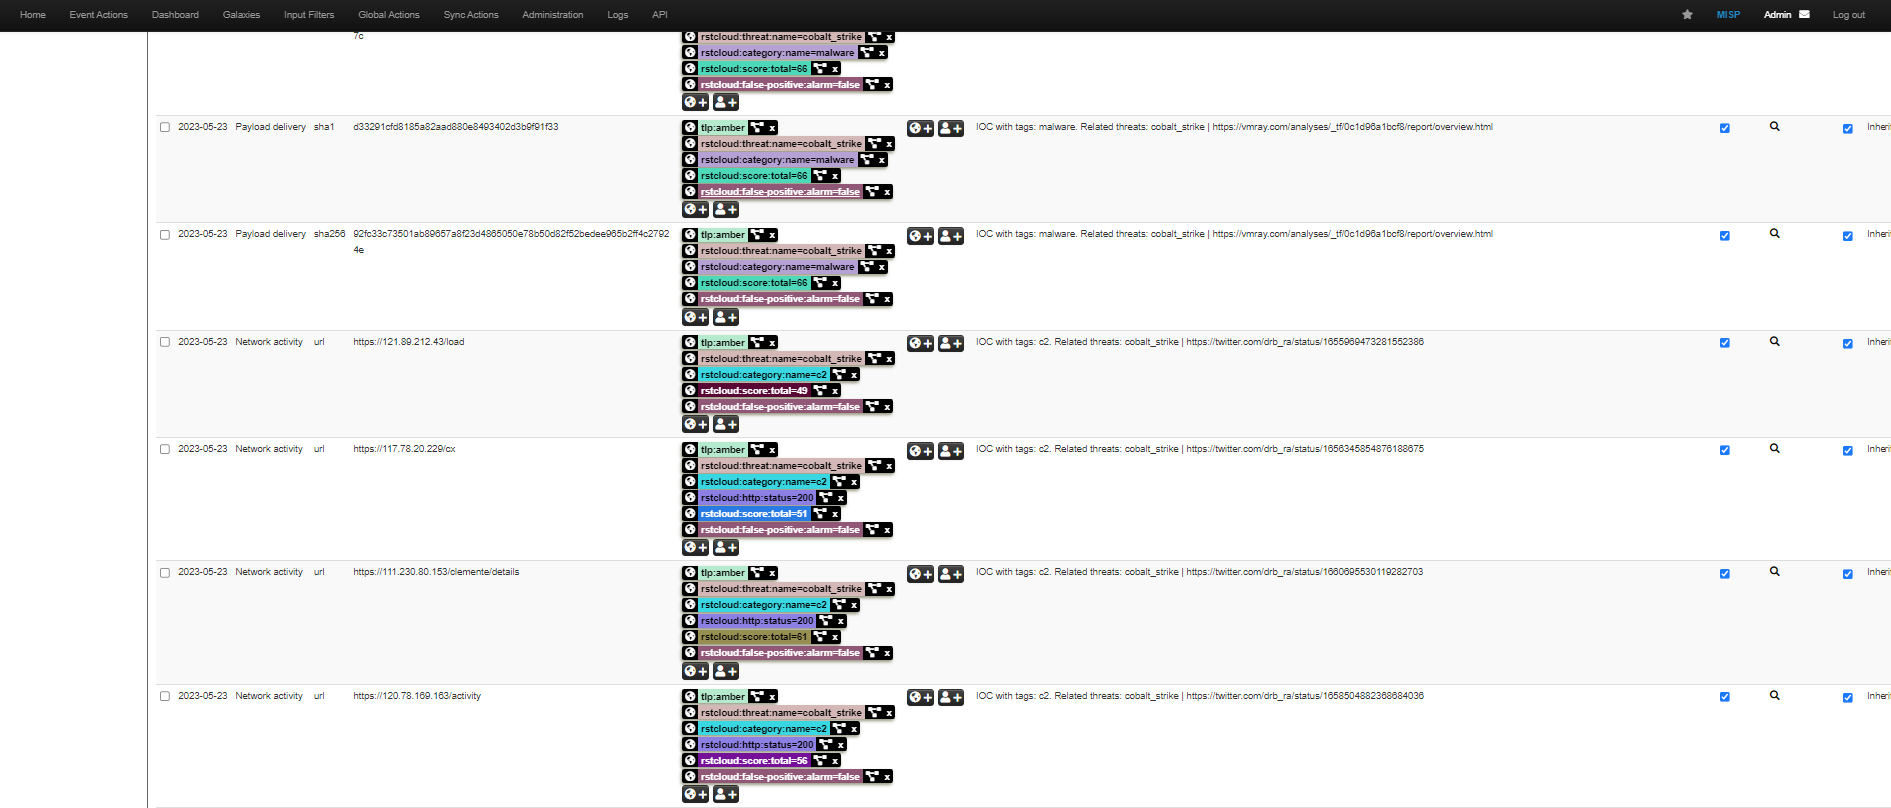 Home Event Actions Dashboard Galaxies Input Filters Global Actions Sync Actions Administration Logs API MISP Admin Log out
7c
rstcloud:threat:name=cobalt_strike x
rstcloud:category:name=malware x
rstcloud:score:total=66 x
rstcloud:false-positive:alarm=false x
+ +
2023-05-23 Payload delivery sha1 d33291cfd8185a82aad880e8493402d3b9f91f33 tlp:amber x + + IOC with tags: malware. Related threats: cobalt_strike | https://vmray.com/analyses/_tf/0c1d96a1bcf8/report/overview.html Inheri
rstcloud:threat:name=cobalt_strike x
rstcloud:category:name=malware x
rstcloud:score:total=66 x
rstcloud:false-positive:alarm=false x
+ +
2023-05-23 Payload delivery sha256 92fc33c73501ab89657a8f23d4865050e78b50d82f52bedee965b2ff4c2792 tlp:amber x + + IOC with tags: malware. Related threats: cobalt_strike | https://vmray.com/analyses/_tf/0c1d96a1bcf8/report/overview.html Inheri
4e rstcloud:threat:name=cobalt_strike x
rstcloud:category:name=malware x
rstcloud:score:total=66 x
rstcloud:false-positive:alarm=false x
+ +
2023-05-23 Network activity url https://121.89.212.43/load tlp:amber x + + IOC with tags: c2. Related threats: cobalt_strike | https://twitter.com/drb_ra/status/1655969473281552386 Inheri
rstcloud:threat:name=cobalt_strike x
rstcloud:category:name=c2 x
rstcloud:score:total=49 x
rstcloud:false-positive:alarm=false x
+ +
2023-05-23 Network activity url https://117.78.20.229/cx tlp:amber x + + IOC with tags: c2. Related threats: cobalt_strike | https://twitter.com/drb_ra/status/1656345854876188675 Inheri
rstcloud:threat:name=cobalt_strike x
rstcloud:category:name=c2 x
rstcloud:http:status=200 x
rstcloud:score:total=51 x
rstcloud:false-positive:alarm=false x
+ +
2023-05-23 Network activity url https://111.230.80.153/clemente/details tlp:amber x + + IOC with tags: c2. Related threats: cobalt_strike | https://twitter.com/drb_ra/status/1660695530119282703 Inheri
rstcloud:threat:name=cobalt_strike x
rstcloud:category:name=c2 x
rstcloud:http:status=200 x
rstcloud:score:total=61 x
rstcloud:false-positive:alarm=false x
+ +
2023-05-23 Network activity url https://120.78.169.163/activity tlp:amber x + + IOC with tags: c2. Related threats: cobalt_strike | https://twitter.com/drb_ra/status/1658504882368684036 Inheri
rstcloud:threat:name=cobalt_strike x
rstcloud:category:name=c2 x
rstcloud:http:status=200 x
rstcloud:score:total=56 x
rstcloud:false-positive:alarm=false x
+ +